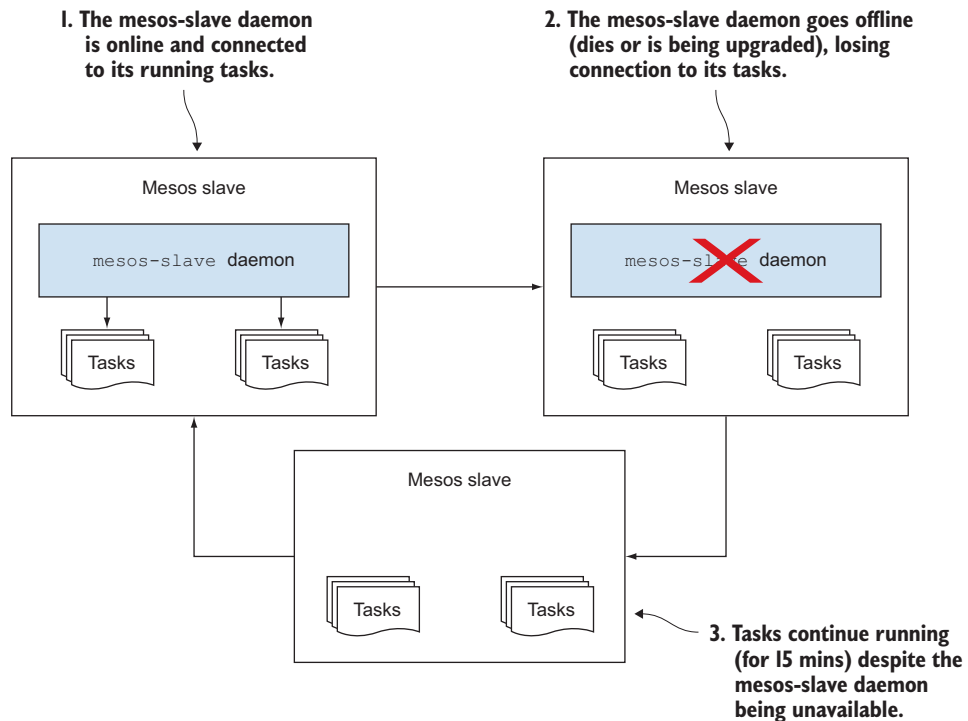 1. The mesos-slave daemon
is online and connected
to its running tasks.
2. The mesos-slave daemon goes offline
(dies or is being upgraded), losing
connection to its tasks.
Mesos slave
mesos-slave daemon
Tasks
Tasks
Mesos slave
mesos-slave daemon
Tasks
Tasks
Mesos slave
Tasks
Tasks
3. Tasks continue running
(for 15 mins) despite the
mesos-slave daemon
being unavailable.